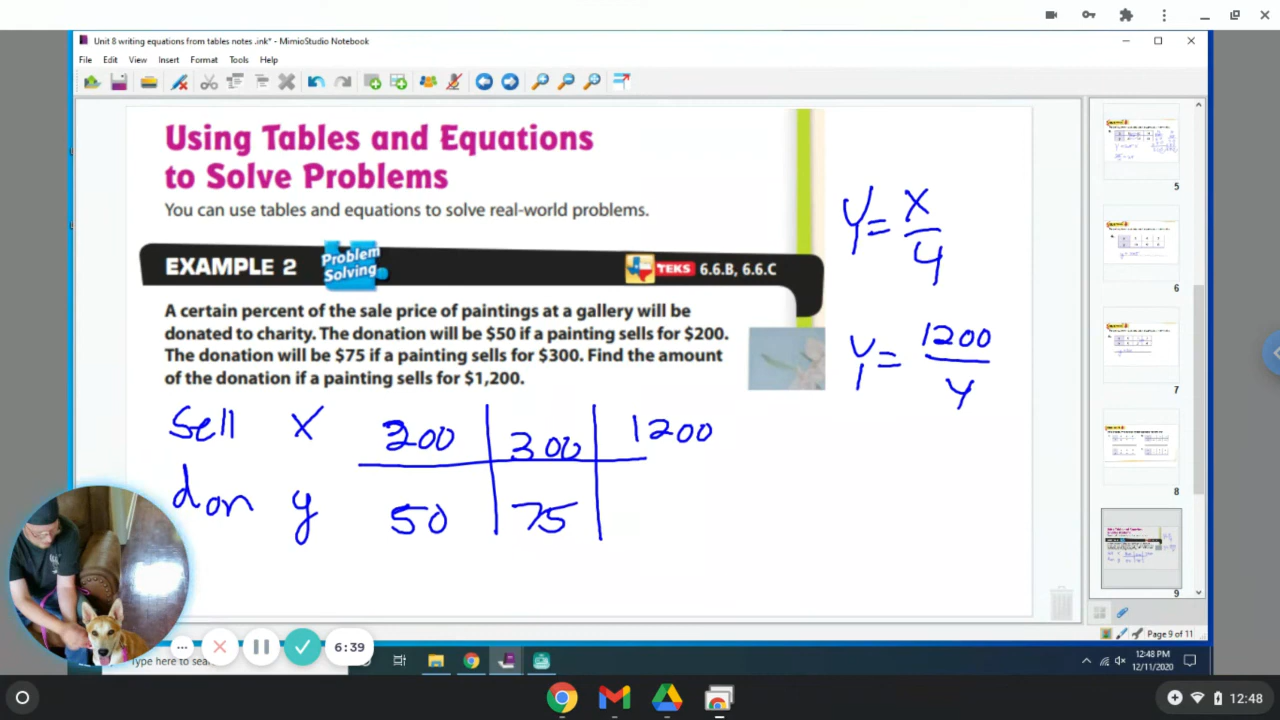 Unit 8 writing equations from tables notes .ink* - MimioStudio Notebook
File Edit View Insert Format Tools Help
Using Tables and Equations
to Solve Problems
You can use tables and equations to solve real-world problems.
EXAMPLE 2 Problem Solving TEKS 6.6.B, 6.6.C
A certain percent of the sale price of paintings at a gallery will be
donated to charity. The donation will be $50 if a painting sells for $200.
The donation will be $75 if a painting sells for $300. Find the amount
of the donation if a painting sells for $1,200.
Sell x 200 300 1200
don y 50 75
y = x/4
y = 1200/4
5
6
7
8
9
Page 9 of 11
6:39
Type here to sea
12:48 PM
12/11/2020
12:48